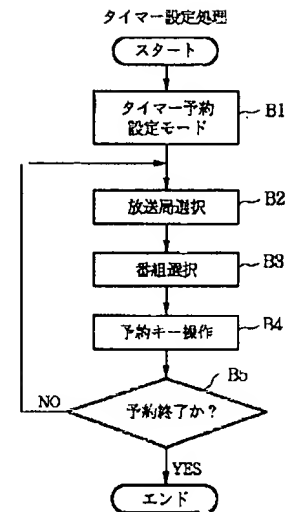 タイマー設定処理
スタート
タイマー予約
設定モード
B1
放送局選択
B2
番組選択
B3
予約キー操作
B4
予約終了か?
B5
NO
YES
エンド